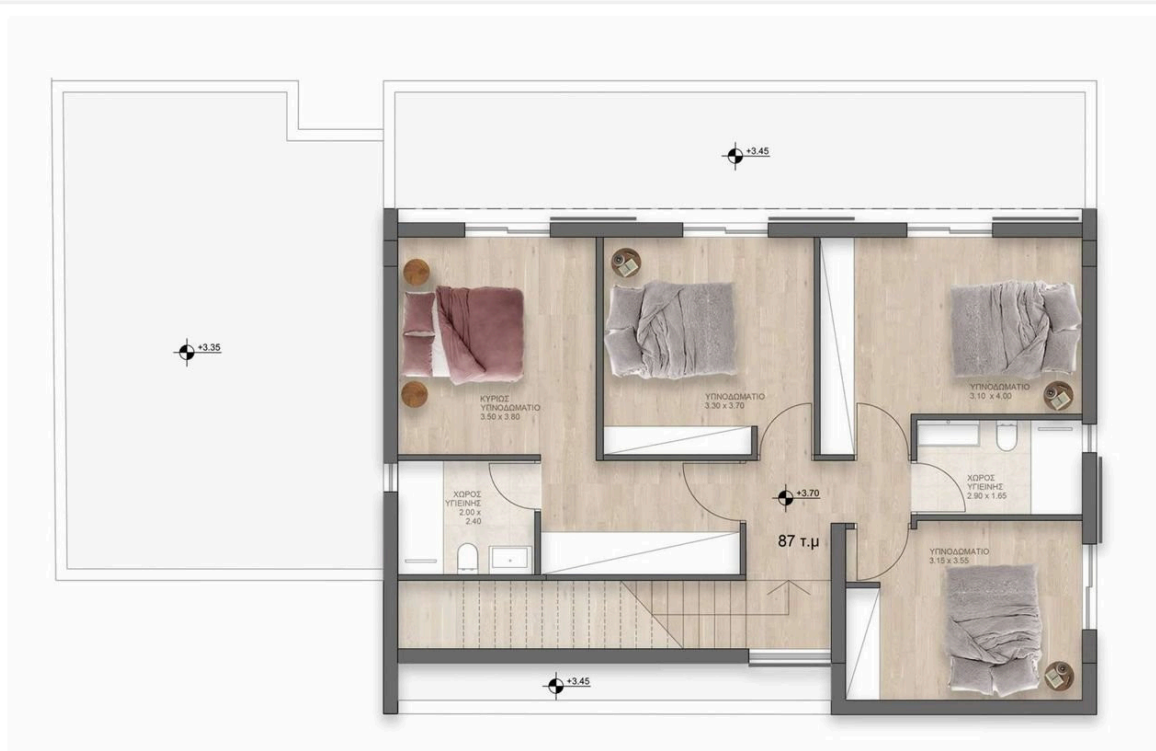 +3.45
+3.35
ΚΥΡΙΩΣ
ΥΠΝΟΔΩΜΑΤΙΟ
3.50 x 3.80
ΥΠΝΟΔΩΜΑΤΙΟ
3.30 x 3.70
ΥΠΝΟΔΩΜΑΤΙΟ
3.10 x 4.00
ΧΩΡΟΣ
ΥΓΙΕΙΝΗΣ
2.00 x
2.40
+3.70
87 τ.μ
ΧΩΡΟΣ
ΥΓΙΕΙΝΗΣ
2.90 x 1.65
ΥΠΝΟΔΩΜΑΤΙΟ
3.15 x 3.55
+3.45